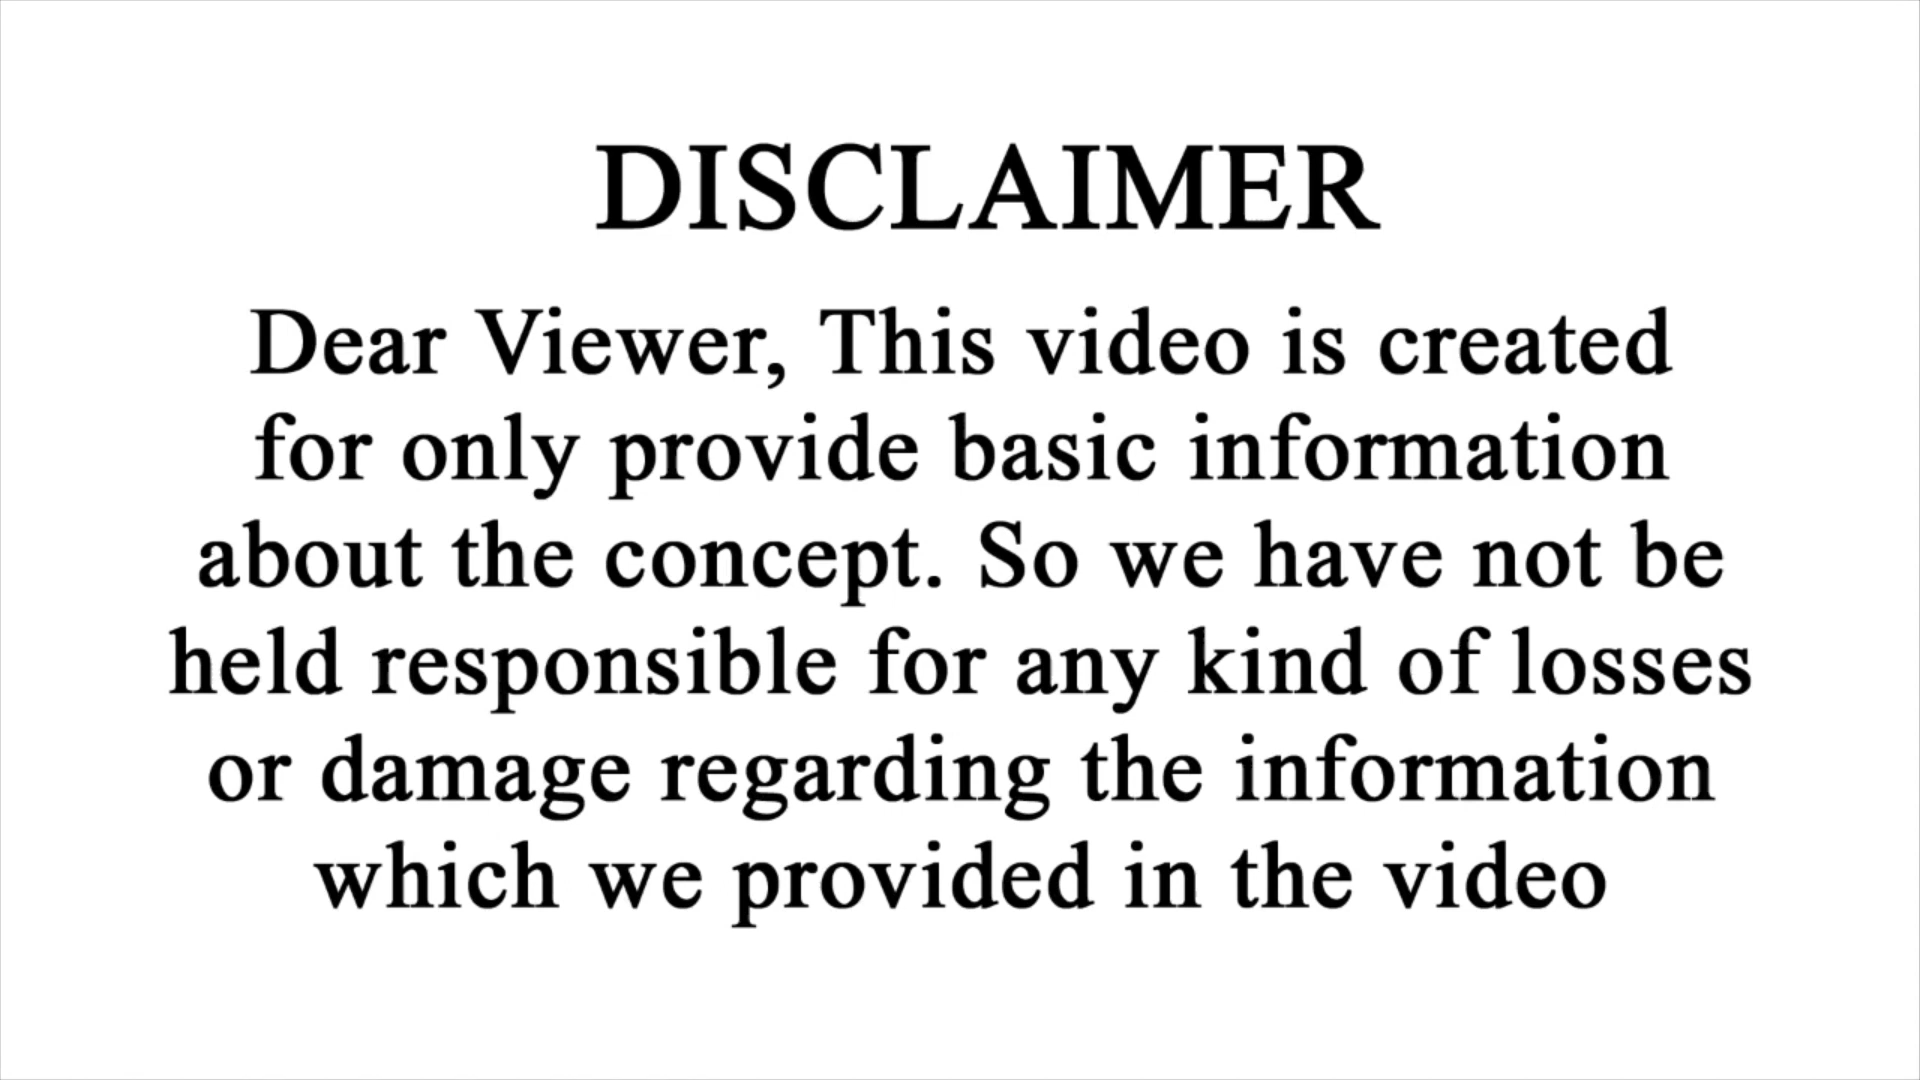 DISCLAIMER
Dear Viewer, This video is created
for only provide basic information
about the concept. So we have not be
held responsible for any kind of losses
or damage regarding the information
which we provided in the video